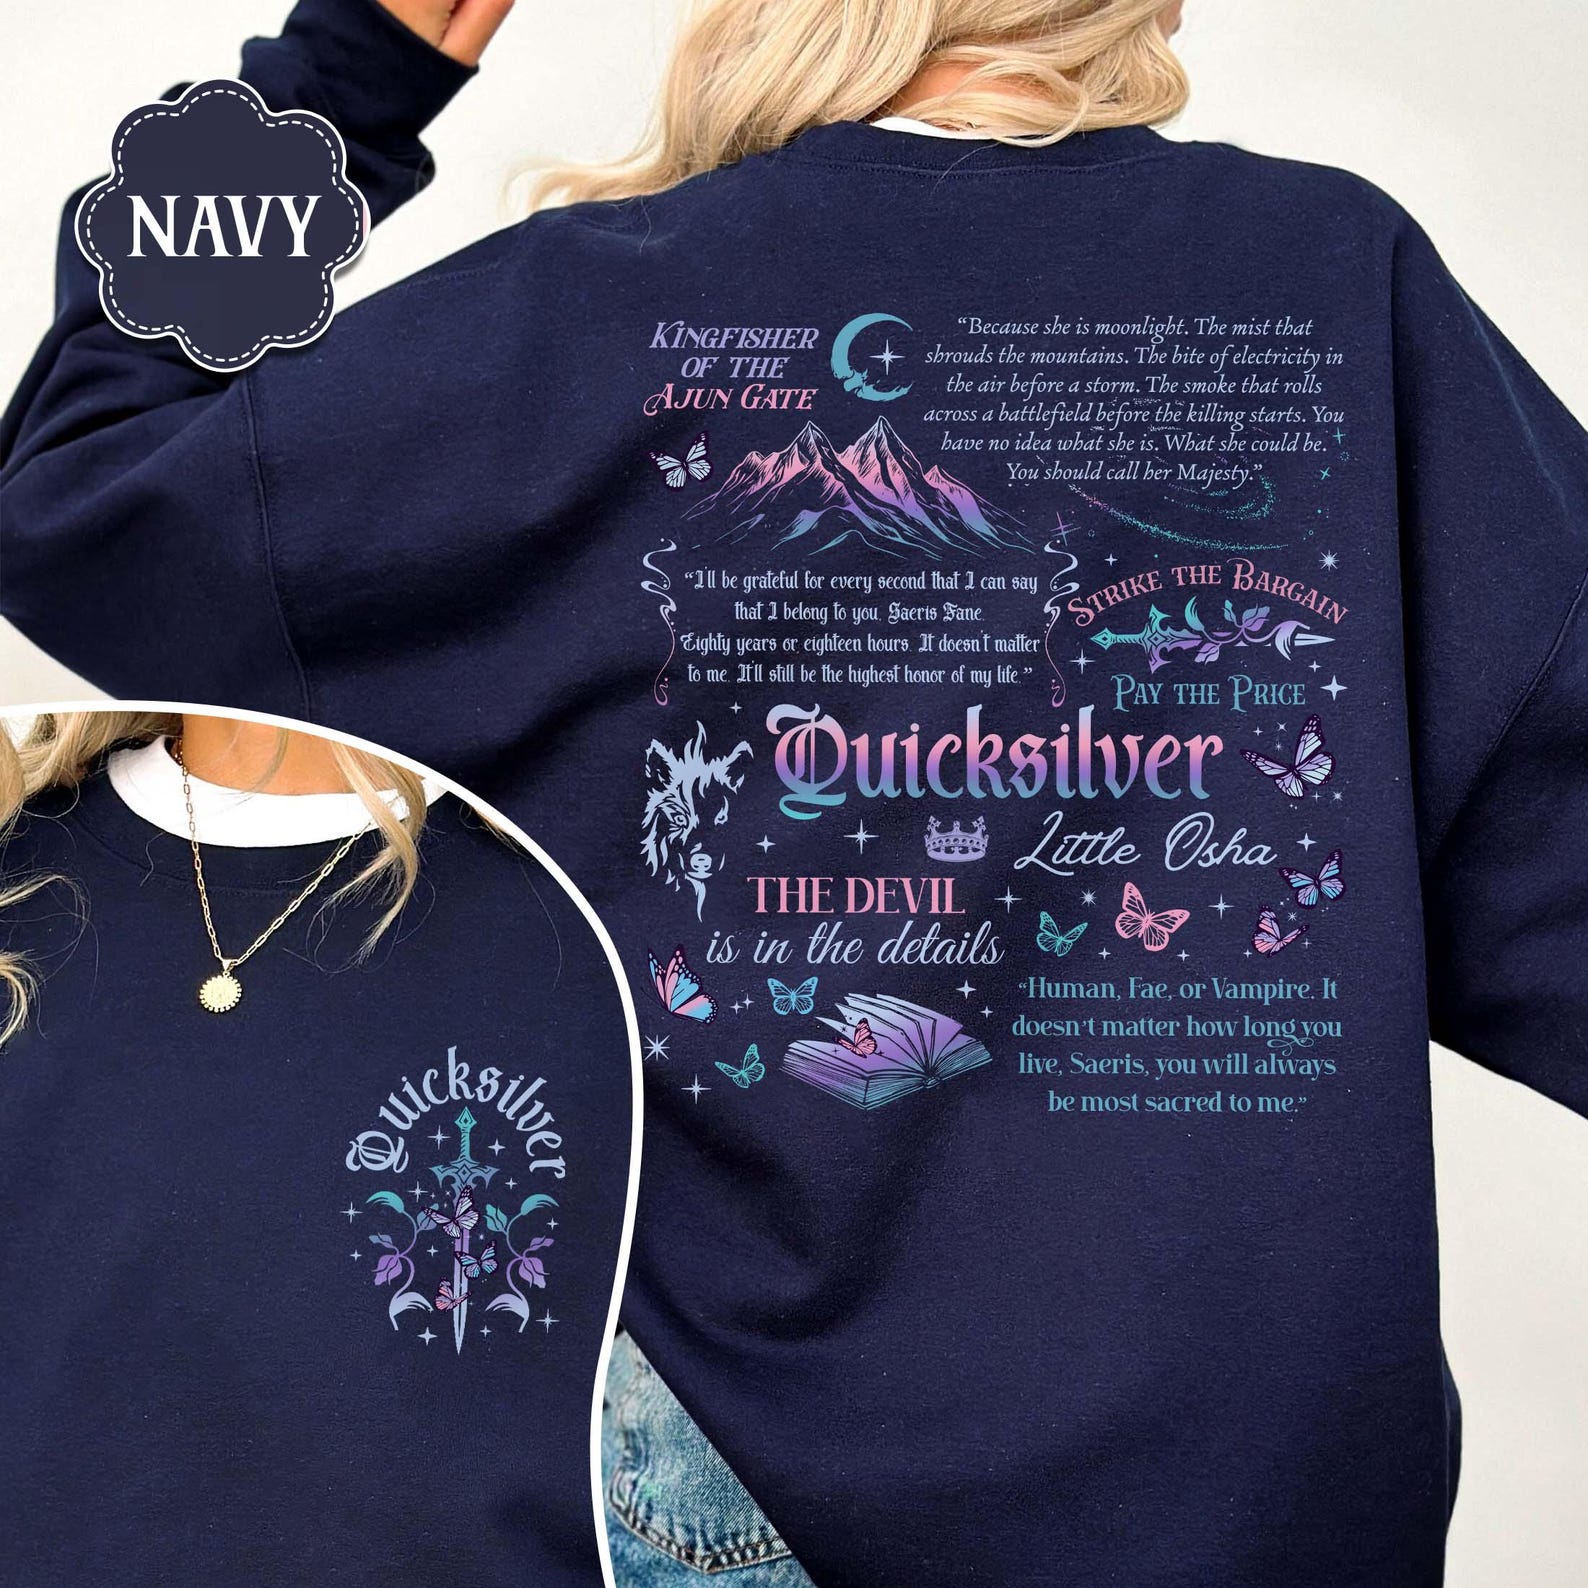 NAVY
KINGFISHER
OF THE
AJUN GATE
“Because she is moonlight. The mist that
shrouds the mountains. The bite of electricity in
the air before a storm. The smoke that rolls
across a battlefield before the killing starts. You
have no idea what she is. What she could be.
You should call her Majesty.”
“I'll be grateful for every second that I can say
that I belong to you, Saeris Fane.
Eighty years or eighteen hours. It doesn't matter
to me. It'll still be the highest honor of my life.”
STRIKE THE BARGAIN
PAY THE PRICE
Quicksilver
Little Osha
THE DEVIL
is in the details
“Human, Fae, or Vampire. It
doesn't matter how long you
live, Saeris, you will always
be most sacred to me.”
Quicksilver